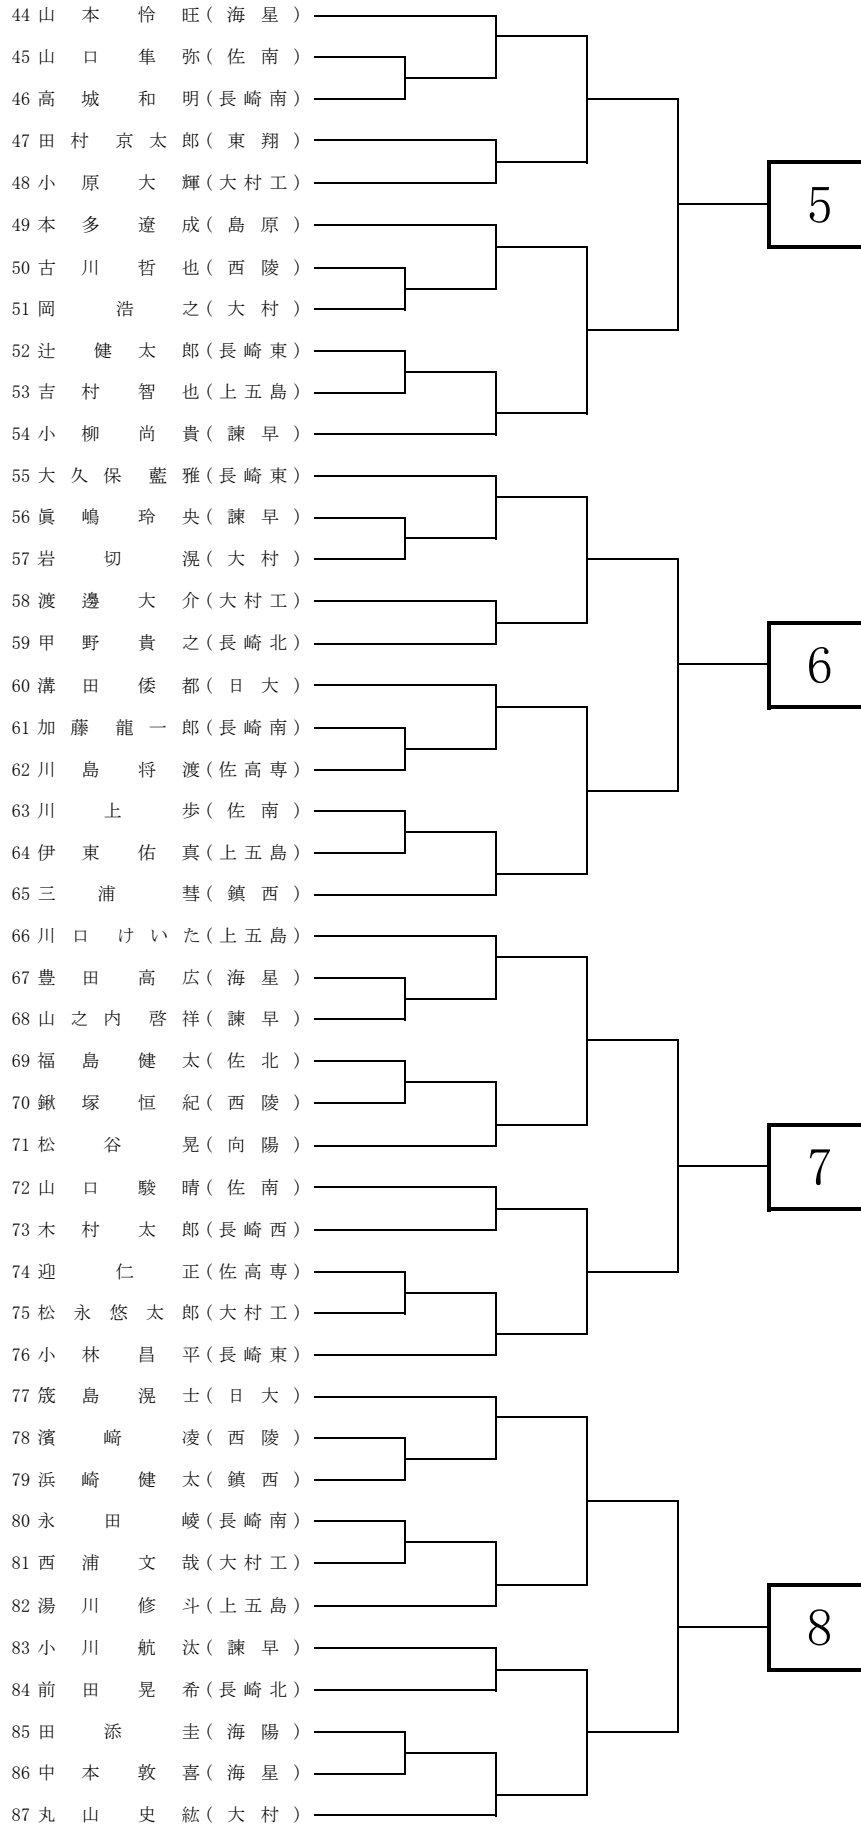 44 山本怜旺(海星)
45 山口隼弥(佐南)
46 高城和明(長崎南)
47 田村京太郎(東翔)
48 小原大輝(大村工)
5
49 本多遼成(島原)
50 古川哲也(西陵)
51 岡浩之(大村)
52 辻健太郎(長崎東)
53 吉村智也(上五島)
54 小柳尚貴(諫早)
55 大久保藍雅(長崎東)
56 眞嶋玲央(諫早)
57 岩切滉(大村)
58 渡邊大介(大村工)
59 甲野貴之(長崎北)
6
60 溝田倭都(日大)
61 加藤龍一郎(長崎南)
62 川島将渡(佐高専)
63 川上歩(佐南)
64 伊東佑真(上五島)
65 三浦彗(鎮西)
66 川口けいた(上五島)
67 豊田高広(海星)
68 山之内啓祥(諫早)
69 福島健太(佐北)
70 鍬塚恒紀(西陵)
71 松谷晃(向陽)
7
72 山口駿晴(佐南)
73 木村太郎(長崎西)
74 迎仁正(佐高専)
75 松永悠太郎(大村工)
76 小林昌平(長崎東)
77 筬島滉士(日大)
78 濱﨑凌(西陵)
79 浜崎健太(鎮西)
80 永田崚(長崎南)
81 西浦文哉(大村工)
82 湯川修斗(上五島)
8
83 小川航汰(諫早)
84 前田晃希(長崎北)
85 田添圭(海陽)
86 中本敦喜(海星)
87 丸山史紘(大村)